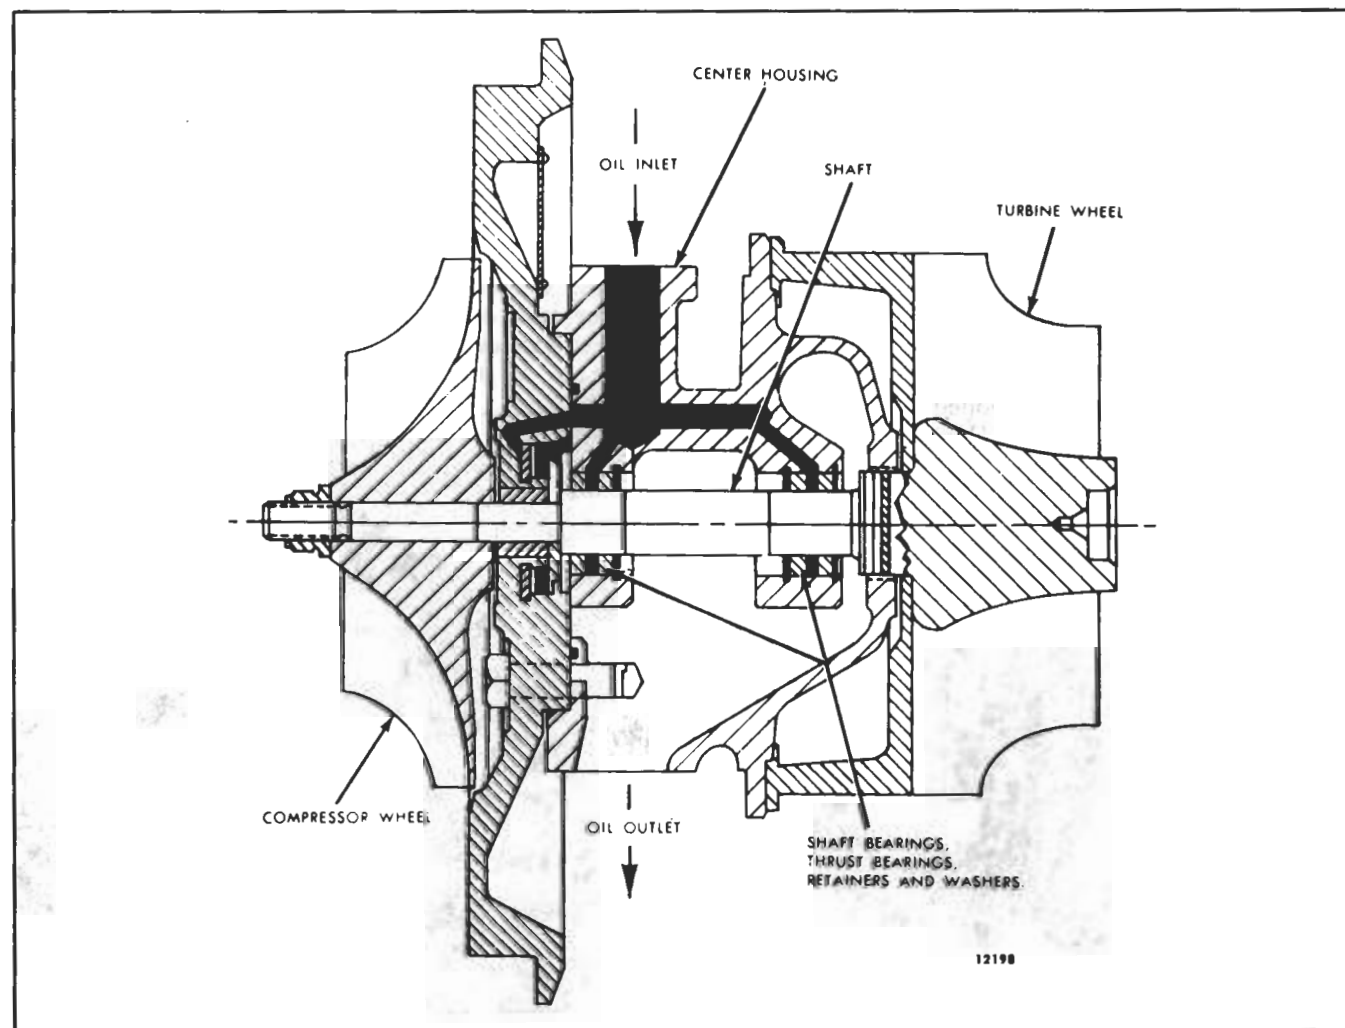 CENTER HOUSING
OIL INLET
SHAFT
TURBINE WHEEL
COMPRESSOR WHEEL
OIL OUTLET
SHAFT BEARINGS,
THRUST BEARINGS,
RETAINERS AND WASHERS.
12198